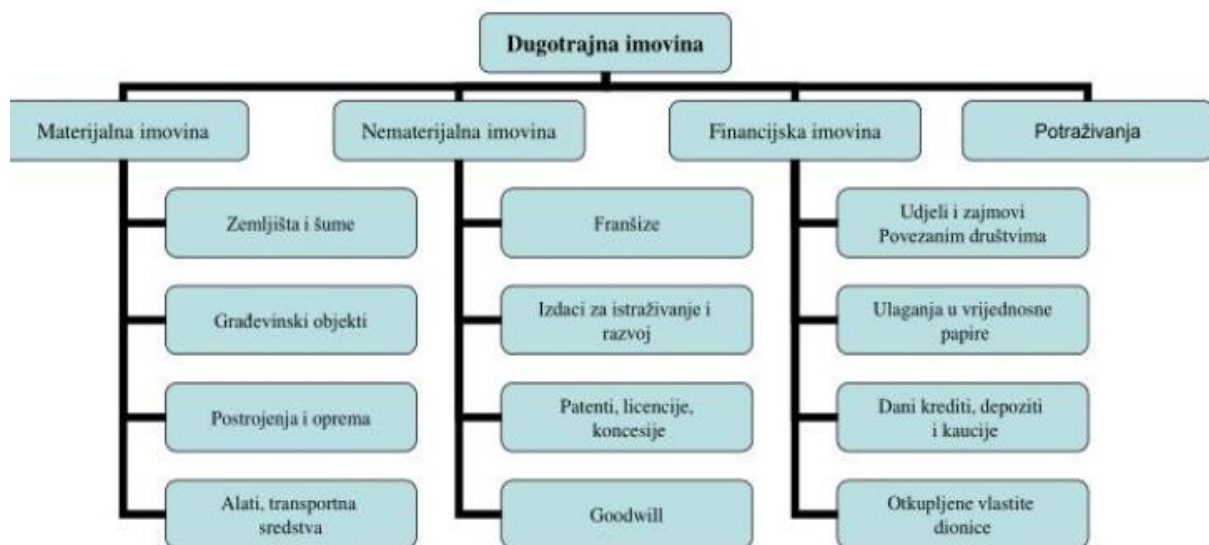 Dugotrajna imovina
Materijalna imovina
Nematerijalna imovina
Financijska imovina
Potraživanja
Zemljišta i šume
Franšize
Udjeli i zajmovi
Povezanim društvima
Građevinski objekti
Izdaci za istraživanje i
razvoj
Ulaganja u vrijednosne
papire
Postrojenja i oprema
Patenti, licencije,
koncesije
Dani krediti, depoziti
i kaucije
Alati, transportna
sredstva
Goodwill
Otkupljene vlastite
dionice